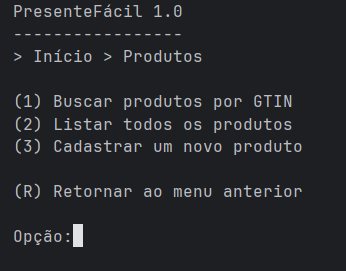 PresenteFácil 1.0
-----------------
> Início > Produtos
(1) Buscar produtos por GTIN
(2) Listar todos os produtos
(3) Cadastrar um novo produto
(R) Retornar ao menu anterior
Opção: